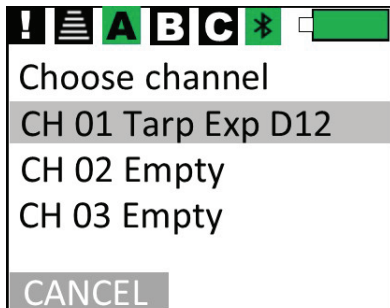 ! A B C
Choose channel
CH 01 Tarp Exp D12
CH 02 Empty
CH 03 Empty
CANCEL